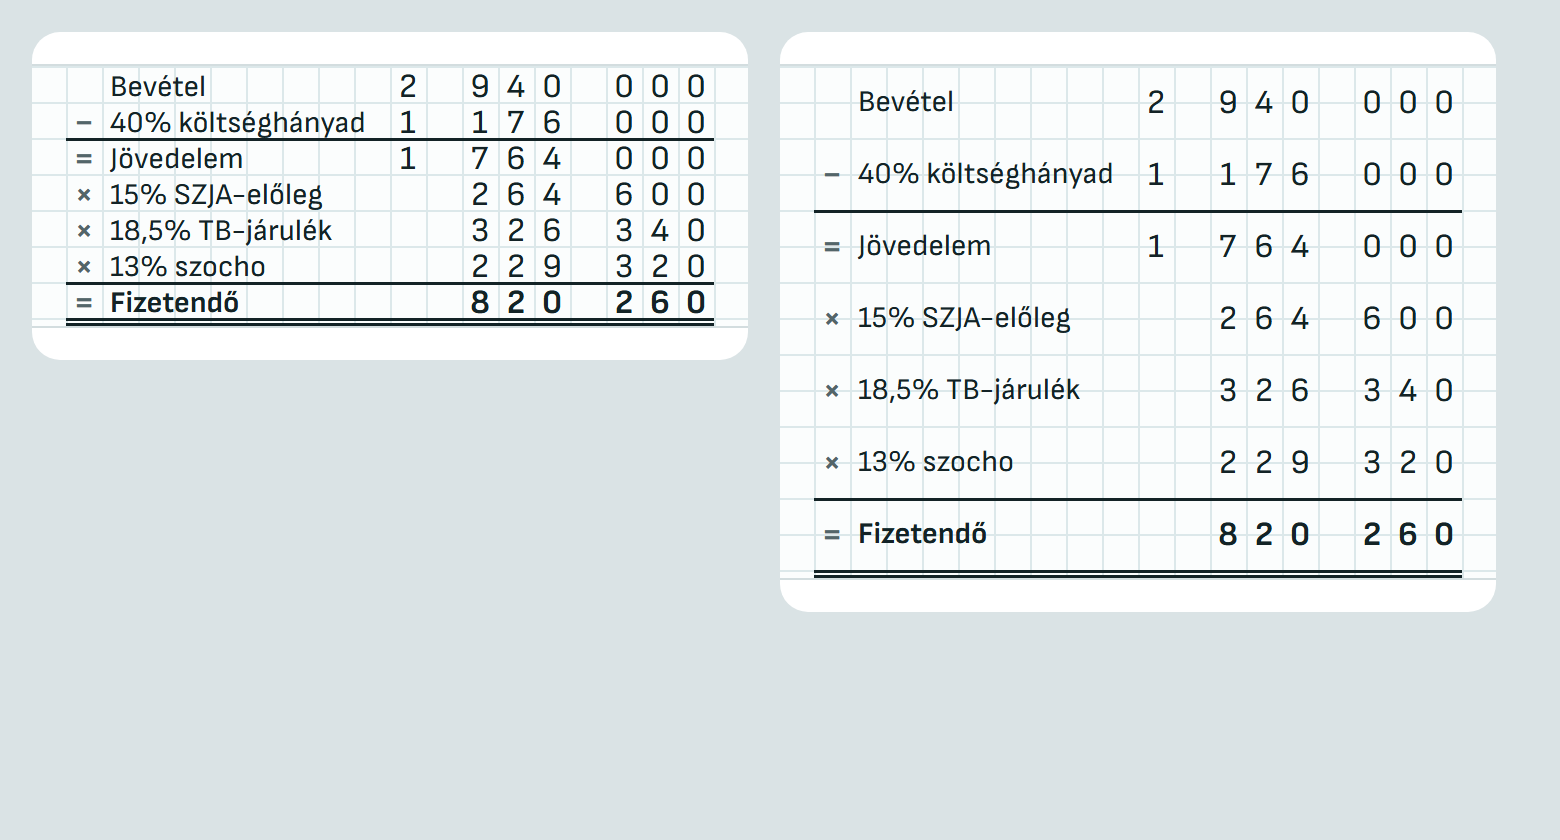 Bevétel 2 940 000
− 40% költséghányad 1 176 000
= Jövedelem 1 764 000
× 15% SZJA-előleg 264 600
× 18,5% TB-járulék 326 340
× 13% szocho 229 320
= Fizetendő 820 260
Bevétel 2 940 000
− 40% költséghányad 1 176 000
= Jövedelem 1 764 000
× 15% SZJA-előleg 264 600
× 18,5% TB-járulék 326 340
× 13% szocho 229 320
= Fizetendő 820 260